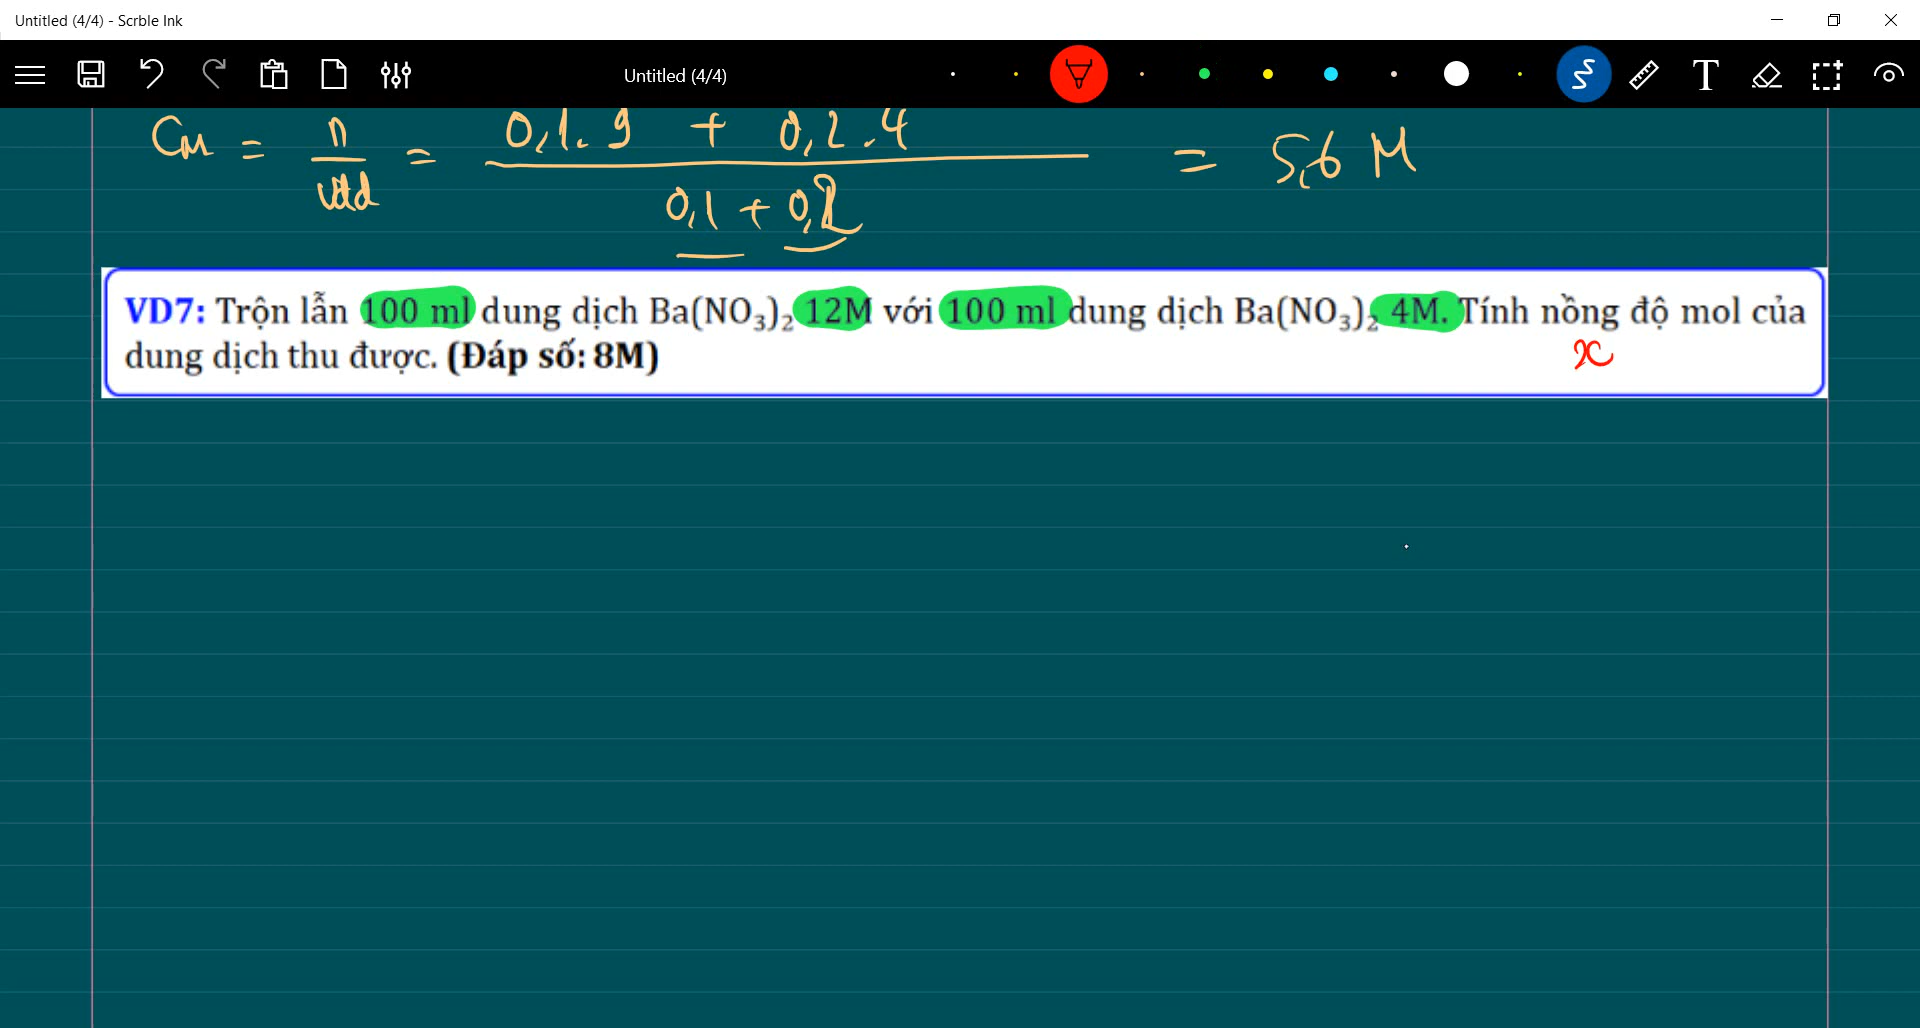 Untitled (4/4) - Scrble Ink
Untitled (4/4)
T
CM = n/Vdd = (0,1.9 + 0,2.4)/(0,1 + 0,2) = 5,6 M
VD7: Trộn lẫn 100 ml dung dịch Ba(NO₃)₂ 12M với 100 ml dung dịch Ba(NO₃)₂ 4M. Tính nồng độ mol của
dung dịch thu được. (Đáp số: 8M)
x